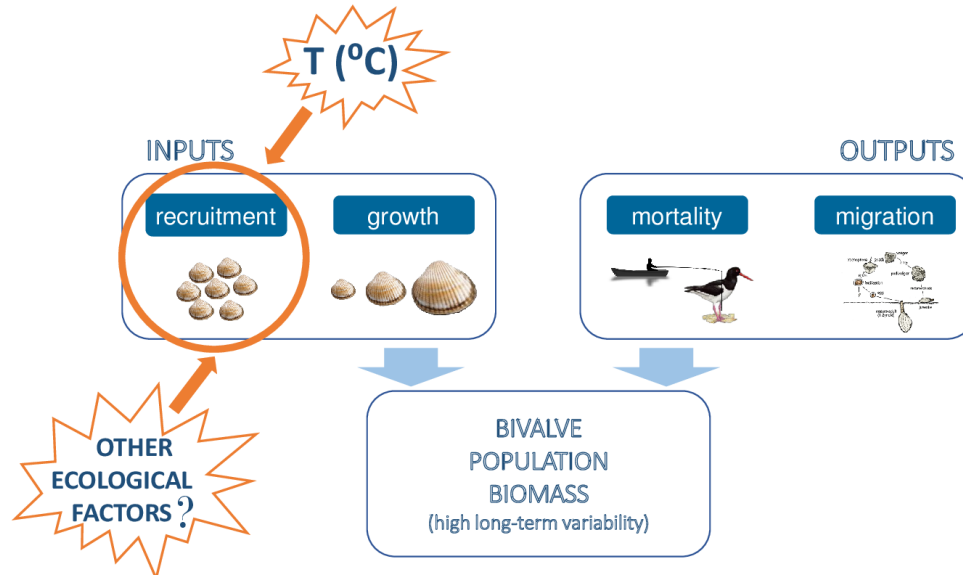 T (ºC)
INPUTS
OUTPUTS
recruitment
growth
mortality
migration
BIVALVE
POPULATION
BIOMASS
(high long-term variability)
OTHER
ECOLOGICAL
FACTORS?